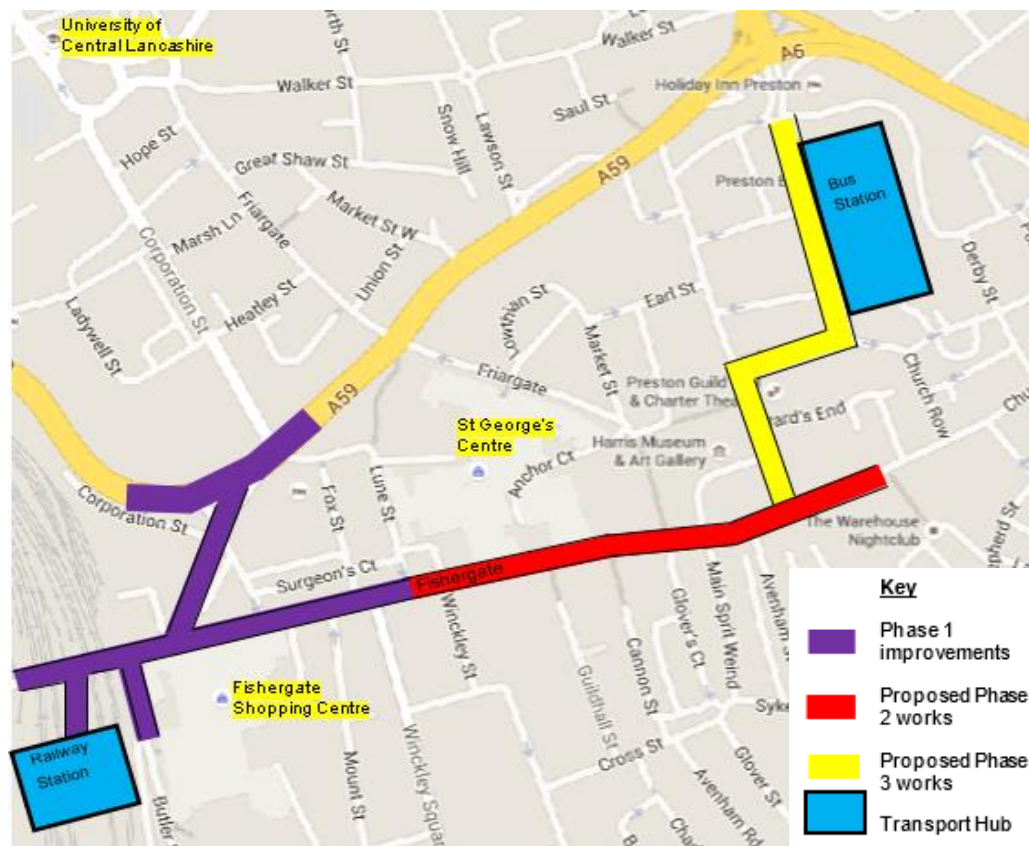 University of
Central Lancashire
Walker St
Walker St
A6
Holiday Inn Preston
Saul St
Hope St
Snow Hill
Lawson St
A59
Great Shaw St
Preston
Bus
Station
Friargate
Market St W
Marsh Ln
Corporation St
Union St
Derby St
Ladywell St
Heatley St
Lowthian St
Earl St
Market St
Friargate
Preston Guild
& Charter Thea
Church Row
A59
St George's
Centre
Harris Museum
& Art Gallery
ard's End
Anchor Ct
Corporation St
Fox St
Lune St
The Warehouse
Nightclub
Surgeon's Ct
Fishergate
Winckley St
Main Sprit Weind
Avenham St
Glover's Ct
Cannon St
Guildhall St
Fishergate
Shopping Centre
Railway
Station
Butler S
Mount St
Winckley Squar
Cross St
Syke
Glover St
Avenham Rd
Key
Phase 1
improvements
Proposed Phase
2 works
Proposed Phase
3 works
Transport Hub